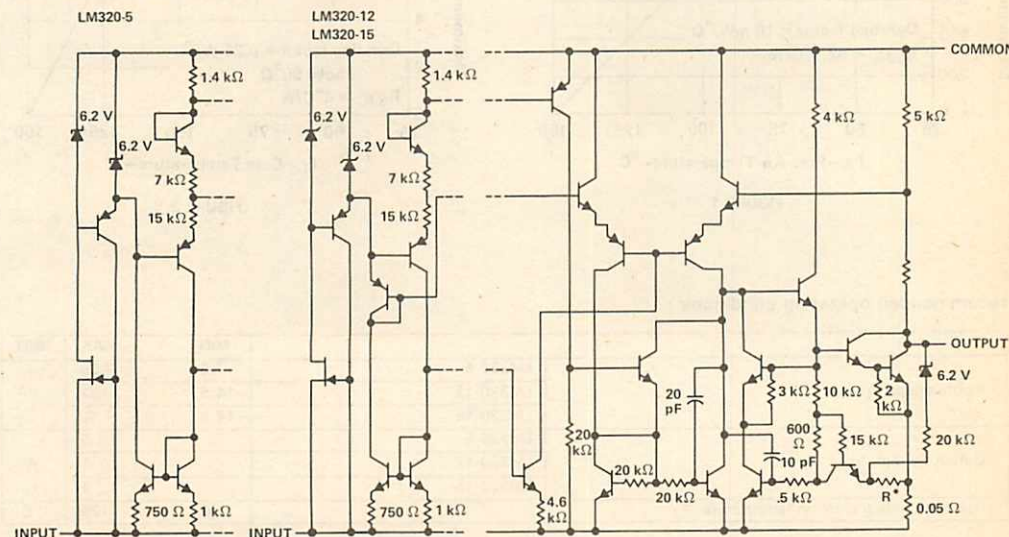 LM320-5
LM320-12
LM320-15
COMMON
1.4 kΩ
1.4 kΩ
4 kΩ
5 kΩ
6.2 V
6.2 V
6.2 V
6.2 V
7 kΩ
7 kΩ
15 kΩ
15 kΩ
OUTPUT
6.2 V
20
pF
3 kΩ
10 kΩ
2
kΩ
20
kΩ
600
Ω
15 kΩ
20 kΩ
10 pF
20 kΩ
20 kΩ
.5 kΩ
R*
4.6
kΩ
0.05 Ω
750 Ω
1 kΩ
750 Ω
1 kΩ
INPUT
INPUT